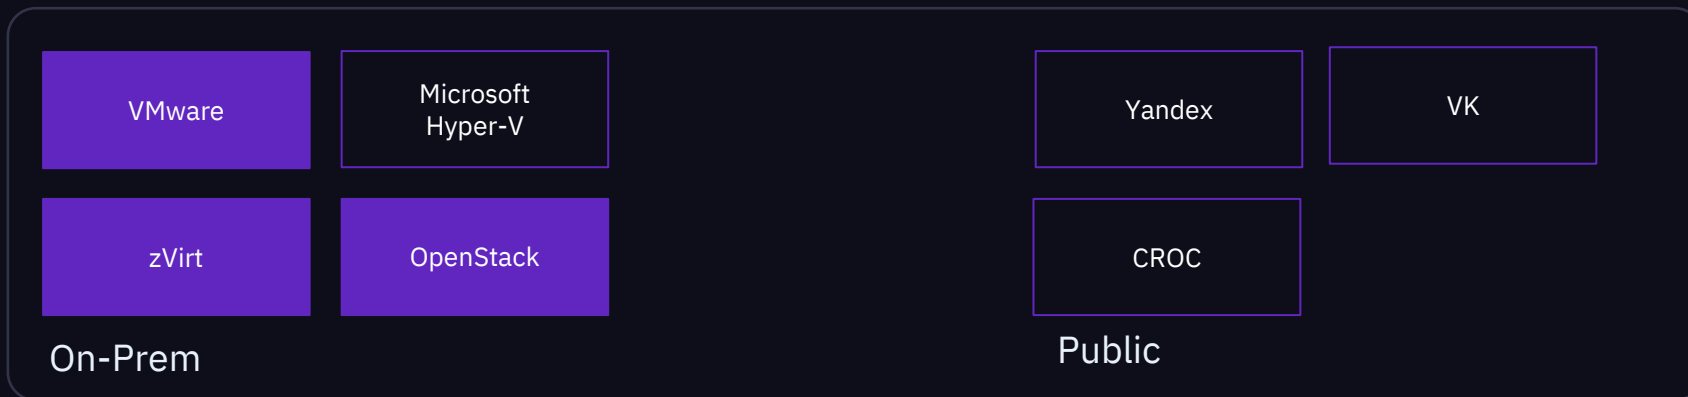 VMware
Microsoft
Hyper-V
zVirt
OpenStack
On-Prem
Yandex
VK
CROC
Public